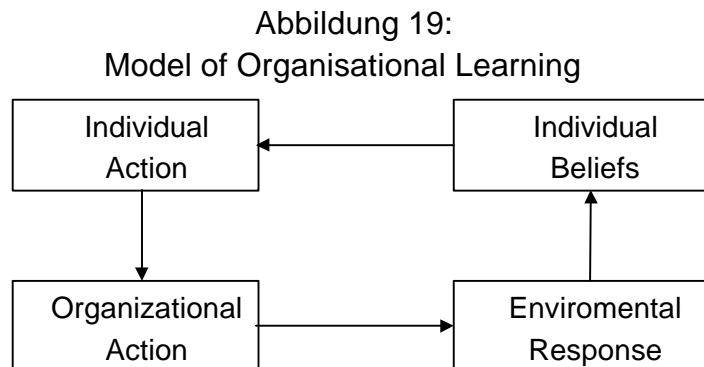 Abbildung 19:
Model of Organisational Learning
Individual
Action
Individual
Beliefs
Organizational
Action
Enviromental
Response